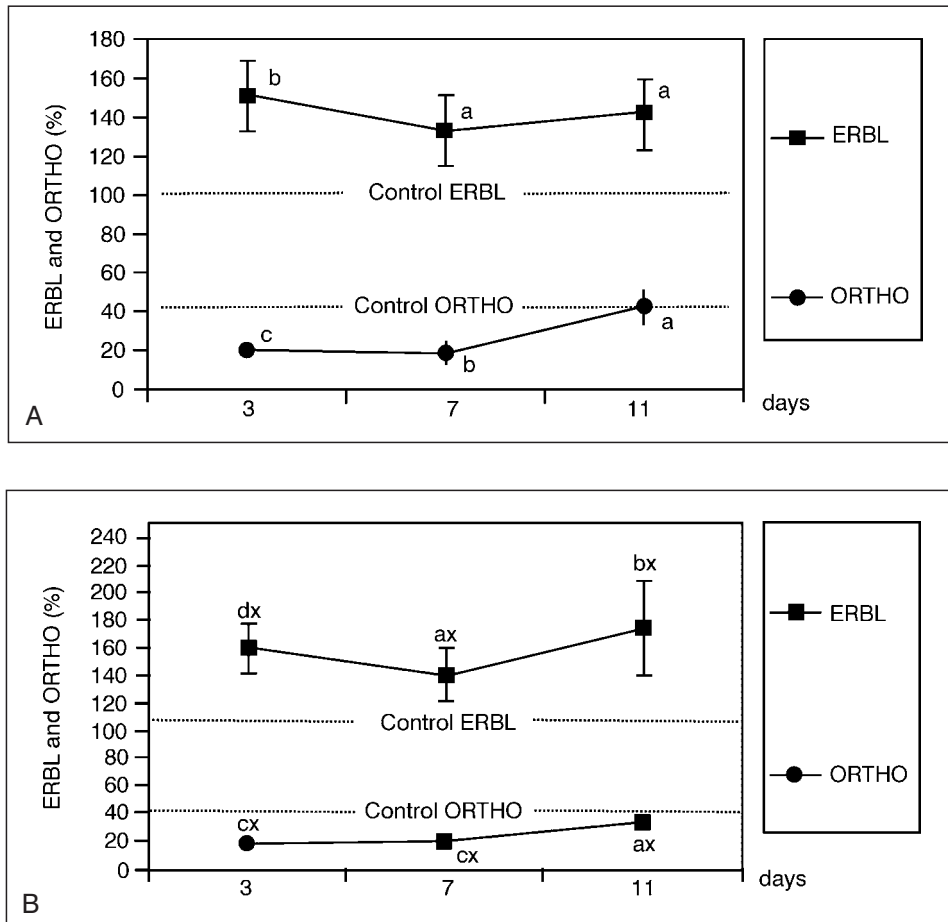 180
160
140
120
100
80
60
40
20
0
ERBL and ORTHO (%)
b
a
a
Control ERBL
Control ORTHO
c
b
a
3 7 11 days
ERBL
ORTHO
A
240
220
200
180
160
140
120
100
80
60
40
20
0
ERBL and ORTHO (%)
dx
ax
bx
Control ERBL
Control ORTHO
cx
cx
ax
3 7 11 days
ERBL
ORTHO
B